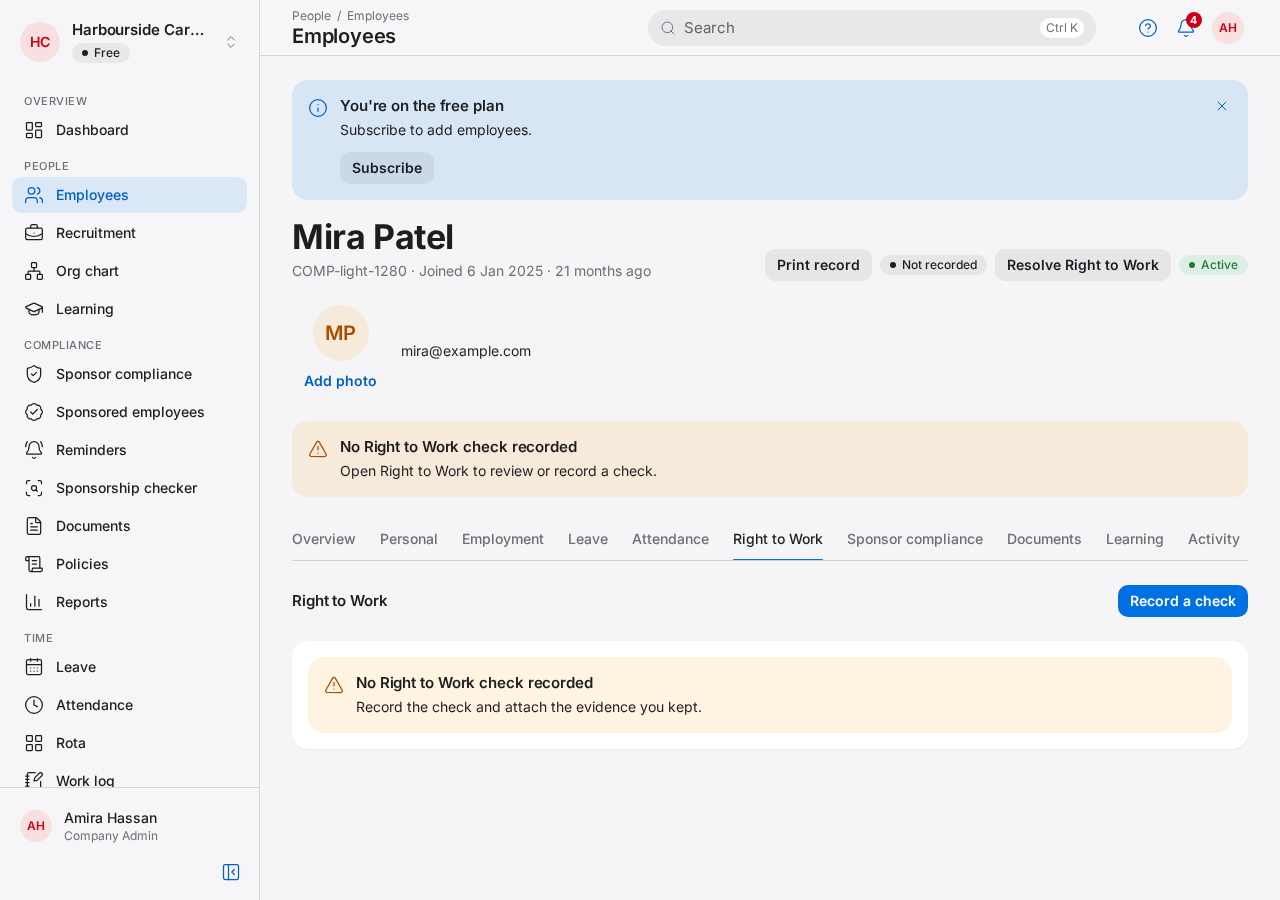 HC
Harbourside Car...
Free
OVERVIEW
Dashboard
PEOPLE
Employees
Recruitment
Org chart
Learning
COMPLIANCE
Sponsor compliance
Sponsored employees
Reminders
Sponsorship checker
Documents
Policies
Reports
TIME
Leave
Attendance
Rota
Work log
AH
Amira Hassan
Company Admin
People / Employees
Employees
Search
Ctrl K
4
AH
You're on the free plan
Subscribe to add employees.
Subscribe
Mira Patel
COMP-light-1280 · Joined 6 Jan 2025 · 21 months ago
Print record
Not recorded
Resolve Right to Work
Active
MP
mira@example.com
Add photo
No Right to Work check recorded
Open Right to Work to review or record a check.
Overview Personal Employment Leave Attendance Right to Work Sponsor compliance Documents Learning Activity
Right to Work
Record a check
No Right to Work check recorded
Record the check and attach the evidence you kept.